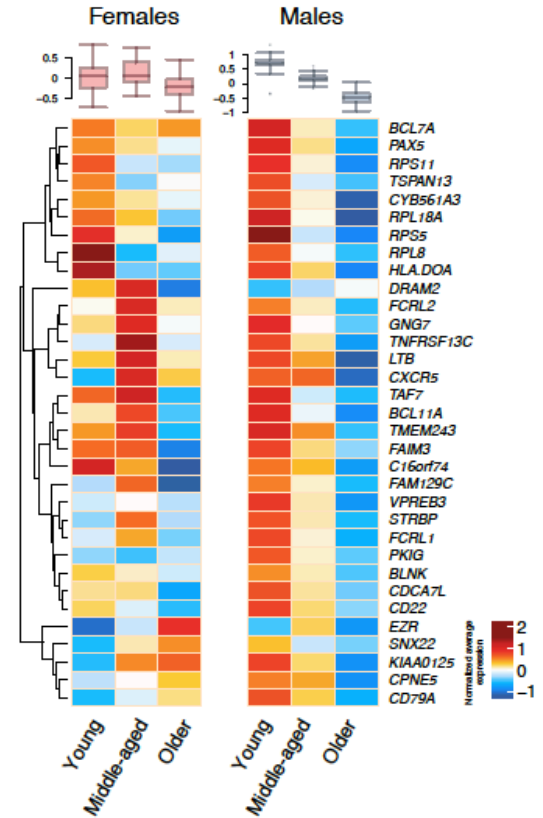 Females Males
0.5
0
−0.5
1
0.5
0
−0.5
−1
BCL7A
PAX5
RPS11
TSPAN13
CYB561A3
RPL18A
RPS5
RPL8
HLA.DOA
DRAM2
FCRL2
GNG7
TNFRSF13C
LTB
CXCR5
TAF7
BCL11A
TMEM243
FAIM3
C16orf74
FAM129C
VPREB3
STRBP
FCRL1
PKIG
BLNK
CDCA7L
CD22
EZR
SNX22
KIAA0125
CPNE5
CD79A
Normalized average
expression
2
1
0
−1
Young
Middle-aged
Older
Young
Middle-aged
Older